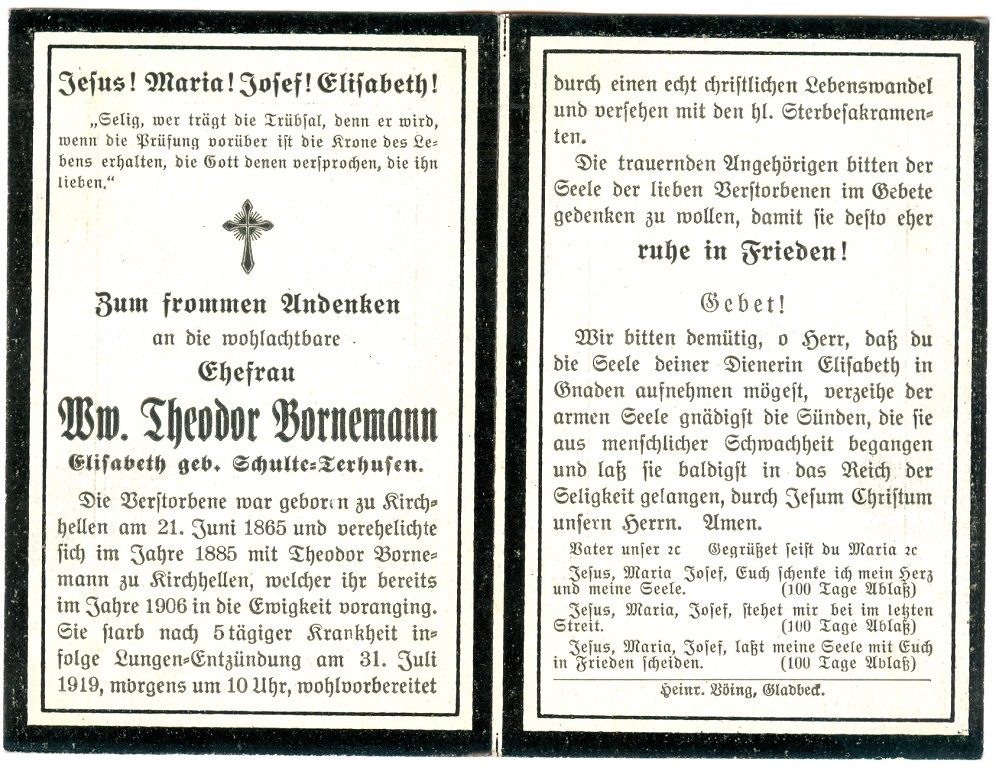 Jesus! Maria! Josef! Elisabeth!
„Selig, wer trägt die Trübsal, denn er wird,
wenn die Prüfung vorüber ist die Krone des Le-
bens erhalten, die Gott denen versprochen, die ihn
lieben.“
Zum frommen Andenken
an die wohlachtbare
Ehefrau
Ww. Theodor Bornemann
Elisabeth geb. Schulte-Terhusen.
Die Verstorbene war geboren zu Kirch-
hellen am 21. Juni 1865 und verehelichte
sich im Jahre 1885 mit Theodor Borne-
mann zu Kirchhellen, welcher ihr bereits
im Jahre 1906 in die Ewigkeit voranging.
Sie starb nach 5 tägiger Krankheit in-
folge Lungen-Entzündung am 31. Juli
1919, morgens um 10 Uhr, wohlvorbereitet
durch einen echt christlichen Lebenswandel
und versehen mit den hl. Sterbesakramen-
ten.
Die trauernden Angehörigen bitten der
Seele der lieben Verstorbenen im Gebete
gedenken zu wollen, damit sie desto eher
ruhe in Frieden!
Gebet!
Wir bitten demütig, o Herr, daß du
die Seele deiner Dienerin Elisabeth in
Gnaden aufnehmen mögest, verzeihe der
armen Seele gnädigst die Sünden, die sie
aus menschlicher Schwachheit begangen
und laß sie baldigst in das Reich der
Seligkeit gelangen, durch Jesum Christum
unsern Herrn. Amen.
Vater unser ꝛc Gegrüßet seist du Maria ꝛc
Jesus, Maria Josef, Euch schenke ich mein Herz
und meine Seele. (100 Tage Ablaß)
Jesus, Maria, Josef, stehet mir bei im letzten
Streit. (100 Tage Ablaß)
Jesus, Maria, Josef, laßt meine Seele mit Euch
in Frieden scheiden. (100 Tage Ablaß)
Heinr. Vöing, Gladbeck.